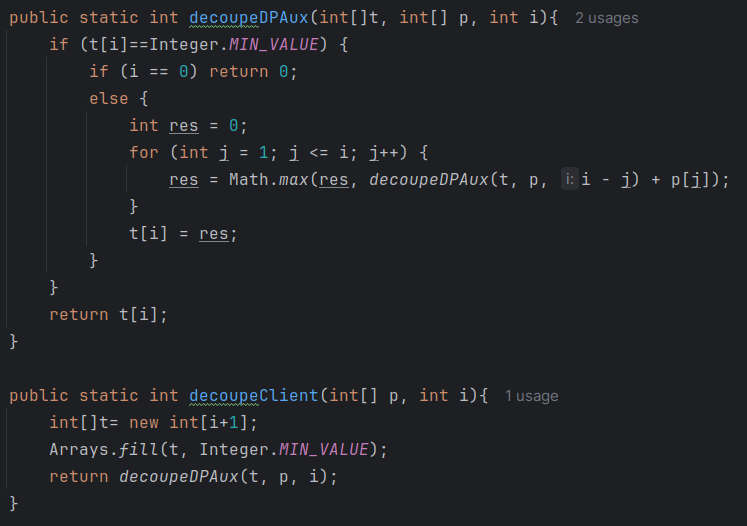 public static int decoupeDPAux(int[]t, int[] p, int i){ 2 usages
    if (t[i]==Integer.MIN_VALUE) {
        if (i == 0) return 0;
        else {
            int res = 0;
            for (int j = 1; j <= i; j++) {
                res = Math.max(res, decoupeDPAux(t, p, i: i - j) + p[j]);
            }
            t[i] = res;
        }
    }
    return t[i];
}

public static int decoupeClient(int[] p, int i){ 1 usage
    int[]t= new int[i+1];
    Arrays.fill(t, Integer.MIN_VALUE);
    return decoupeDPAux(t, p, i);
}